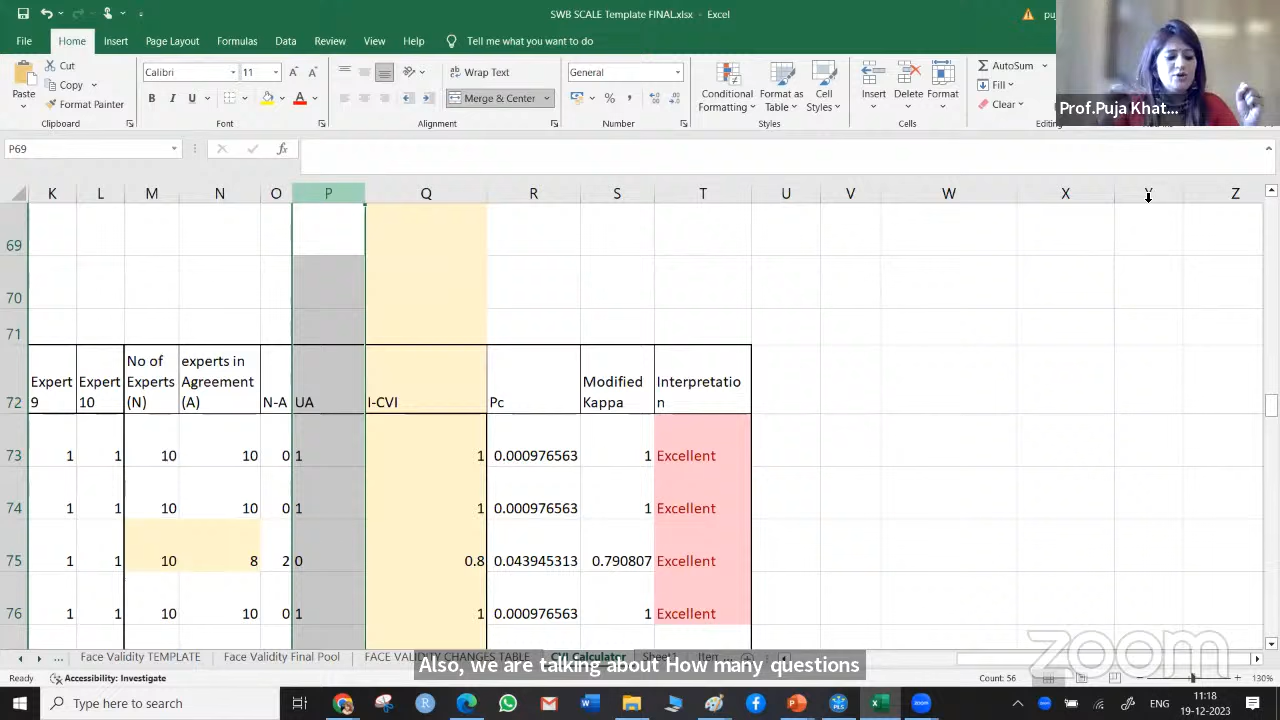 SWB SCALE Template FINAL.xlsx - Excel
File Home Insert Page Layout Formulas Data Review View Help Tell me what you want to do
Cut
Copy
Format Painter
Paste
Clipboard
Calibri 11
B I U A
Font
Wrap Text
Merge & Center
Alignment
General
% ,
Number
Conditional Formatting
Format as Table
Cell Styles
Styles
Insert Delete Format
Cells
AutoSum
Fill
Clear
Prof.Puja Khat...
P69
fx
K L M N O P Q R S T U V W X Y Z
69
70
71
72 Expert 9 Expert 10 No of Experts (N) experts in Agreement (A) N-A UA I-CVI Pc Modified Kappa Interpretatio n
73 1 1 10 10 0 1 1 0.000976563 1 Excellent
74 1 1 10 10 0 1 1 0.000976563 1 Excellent
75 1 1 10 8 2 0 0.8 0.043945313 0.790807 Excellent
76 1 1 10 10 0 1 1 0.000976563 1 Excellent
zoom
... Face Validity TEMPLATE Face Validity Final Pool FACE VALIDITY CHANGES TABLE CVI Calculator
Also, we are talking about How many questions
Ready Accessibility: Investigate Count: 56 130%
Type here to search
11:18
19-12-2023